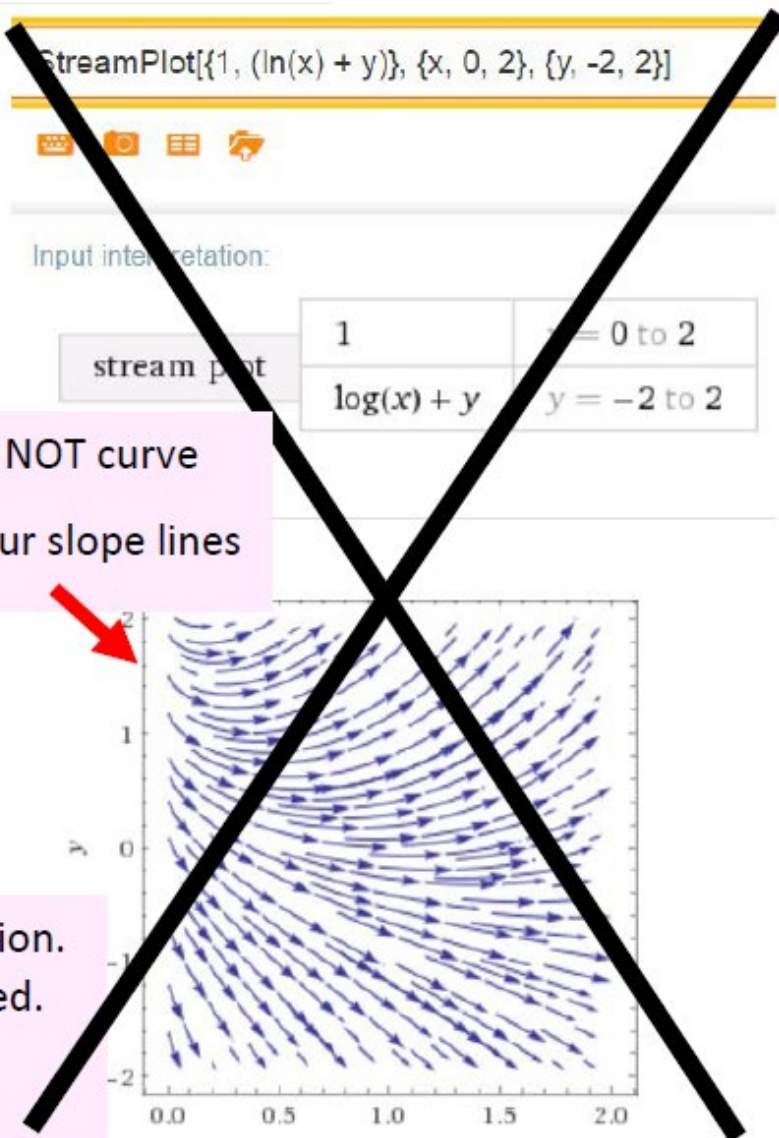 StreamPlot[{1, (ln(x) + y)}, {x, 0, 2}, {y, -2, 2}]
Input interpretation:
stream plot
1
x = 0 to 2
log(x) + y
y = −2 to 2
NOT curve
ur slope lines
2
1
y
0
-1
-2
ion.
ed.
0.0 0.5 1.0 1.5 2.0